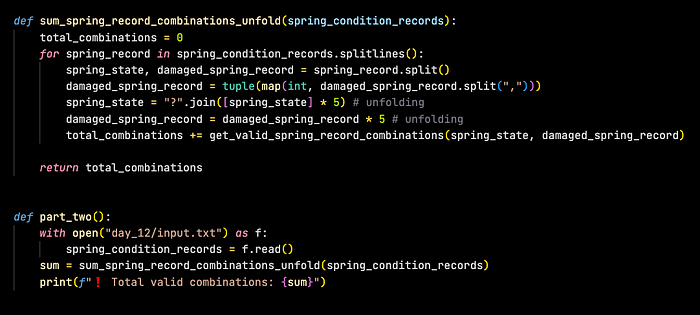 def sum_spring_record_combinations_unfold(spring_condition_records):
    total_combinations = 0
    for spring_record in spring_condition_records.splitlines():
        spring_state, damaged_spring_record = spring_record.split()
        damaged_spring_record = tuple(map(int, damaged_spring_record.split(",")))
        spring_state = "?".join([spring_state] * 5) # unfolding
        damaged_spring_record = damaged_spring_record * 5 # unfolding
        total_combinations += get_valid_spring_record_combinations(spring_state, damaged_spring_record)

    return total_combinations


def part_two():
    with open("day_12/input.txt") as f:
        spring_condition_records = f.read()
    sum = sum_spring_record_combinations_unfold(spring_condition_records)
    print(f"❗ Total valid combinations: {sum}")